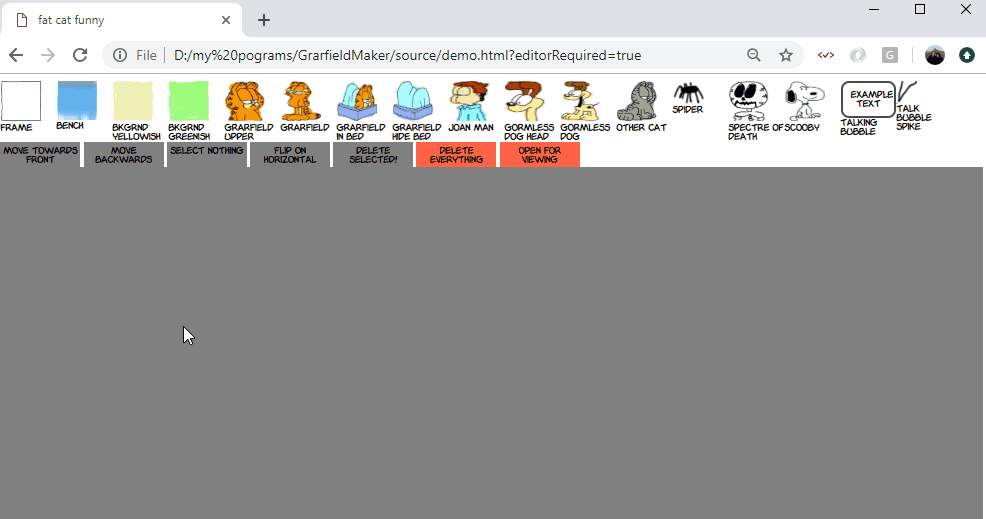 fat cat funny
File D:/my%20pograms/GrarfieldMaker/source/demo.html?editorRequired=true
G
EXAMPLE
TEXT
FRAME
BENCH
BKGRND
YELLOWISH
BKGRND
GREENISH
GRARFIELD
UPPER
GRARFIELD
GRARFIELD
IN BED
GRARFIELD
HIDE BED
JOAN MAN
GORMLESS
DOG HEAD
GORMLESS
DOG
OTHER CAT
SPIDER
SPECTRE OF
DEATH
SCOOBY
TALKING
BUBBLE
TALK
BUBBLE
SPIKE
MOVE TOWARDS
FRONT
MOVE
BACKWARDS
SELECT NOTHING
FLIP ON
HORIZONTAL
DELETE
SELECTED!
DELETE
EVERYTHING
OPEN FOR
VIEWING